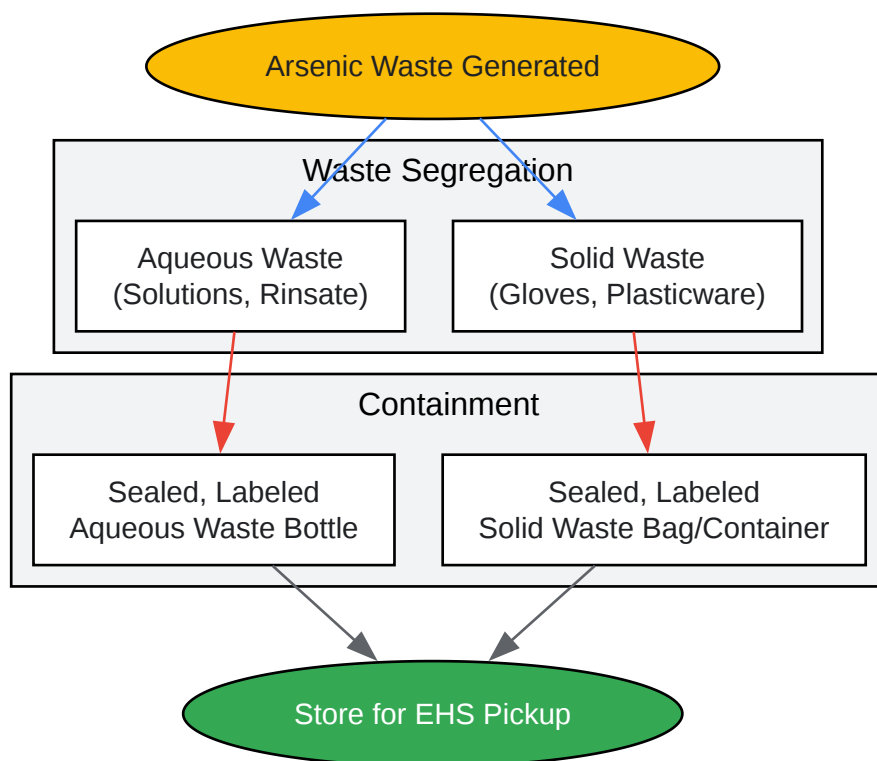 Arsenic Waste Generated
Waste Segregation
Aqueous Waste
(Solutions, Rinsate)
Solid Waste
(Gloves, Plasticware)
Containment
Sealed, Labeled
Aqueous Waste Bottle
Sealed, Labeled
Solid Waste Bag/Container
Store for EHS Pickup